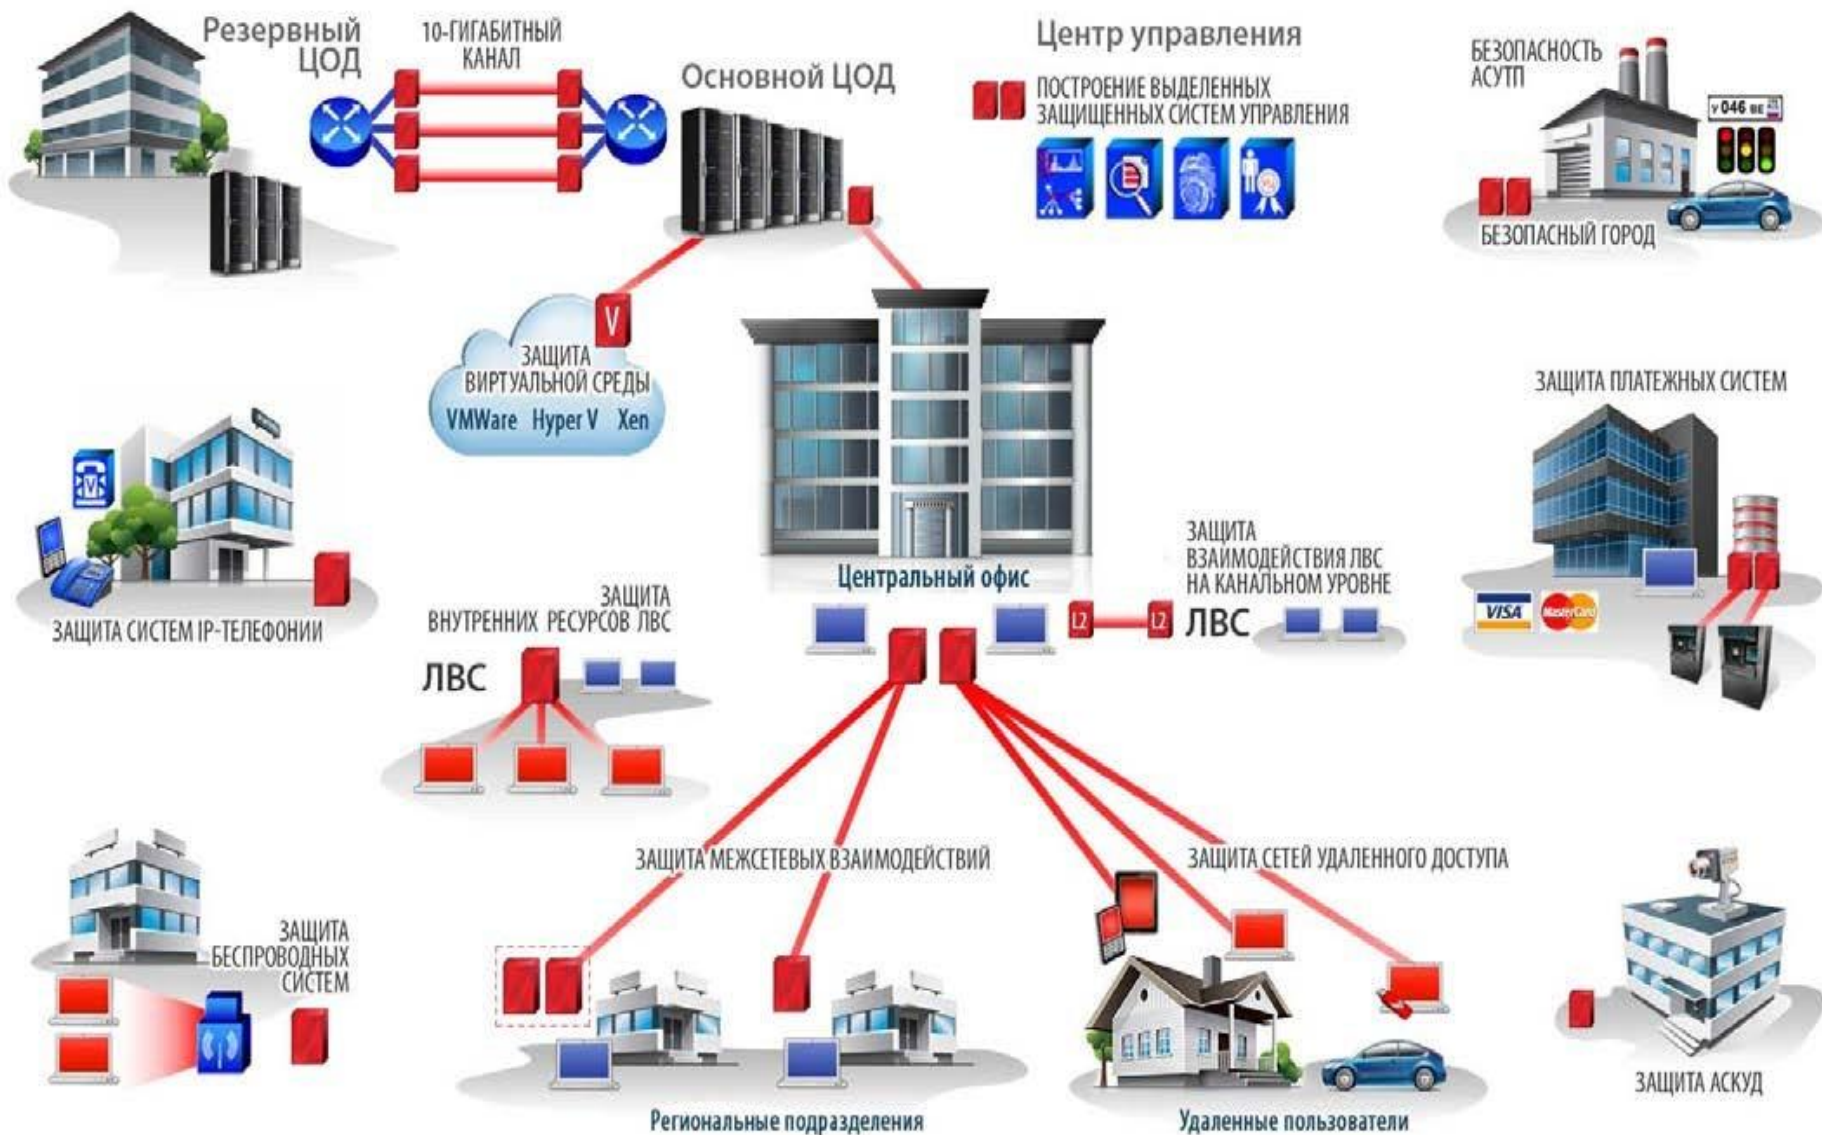 Резервный
ЦОД
10-ГИГАБИТНЫЙ
КАНАЛ
Основной ЦОД
Центр управления
ПОСТРОЕНИЕ ВЫДЕЛЕННЫХ
ЗАЩИЩЕННЫХ СИСТЕМ УПРАВЛЕНИЯ
БЕЗОПАСНОСТЬ
АСУТП
У 046 ВЕ
БЕЗОПАСНЫЙ ГОРОД
V
ЗАЩИТА
ВИРТУАЛЬНОЙ СРЕДЫ
VMWare Hyper V Xen
ЗАЩИТА ПЛАТЕЖНЫХ СИСТЕМ
VISA
MasterCard
V
ЗАЩИТА СИСТЕМ IP-ТЕЛЕФОНИИ
Центральный офис
ЗАЩИТА
ВЗАИМОДЕЙСТВИЯ ЛВС
НА КАНАЛЬНОМ УРОВНЕ
L2
L2
ЛВС
ЗАЩИТА
ВНУТРЕННИХ РЕСУРСОВ ЛВС
ЛВС
ЗАЩИТА МЕЖСЕТЕВЫХ ВЗАИМОДЕЙСТВИЙ
ЗАЩИТА СЕТЕЙ УДАЛЕННОГО ДОСТУПА
ЗАЩИТА
БЕСПРОВОДНЫХ
СИСТЕМ
Региональные подразделения
Удаленные пользователи
ЗАЩИТА АСКУД